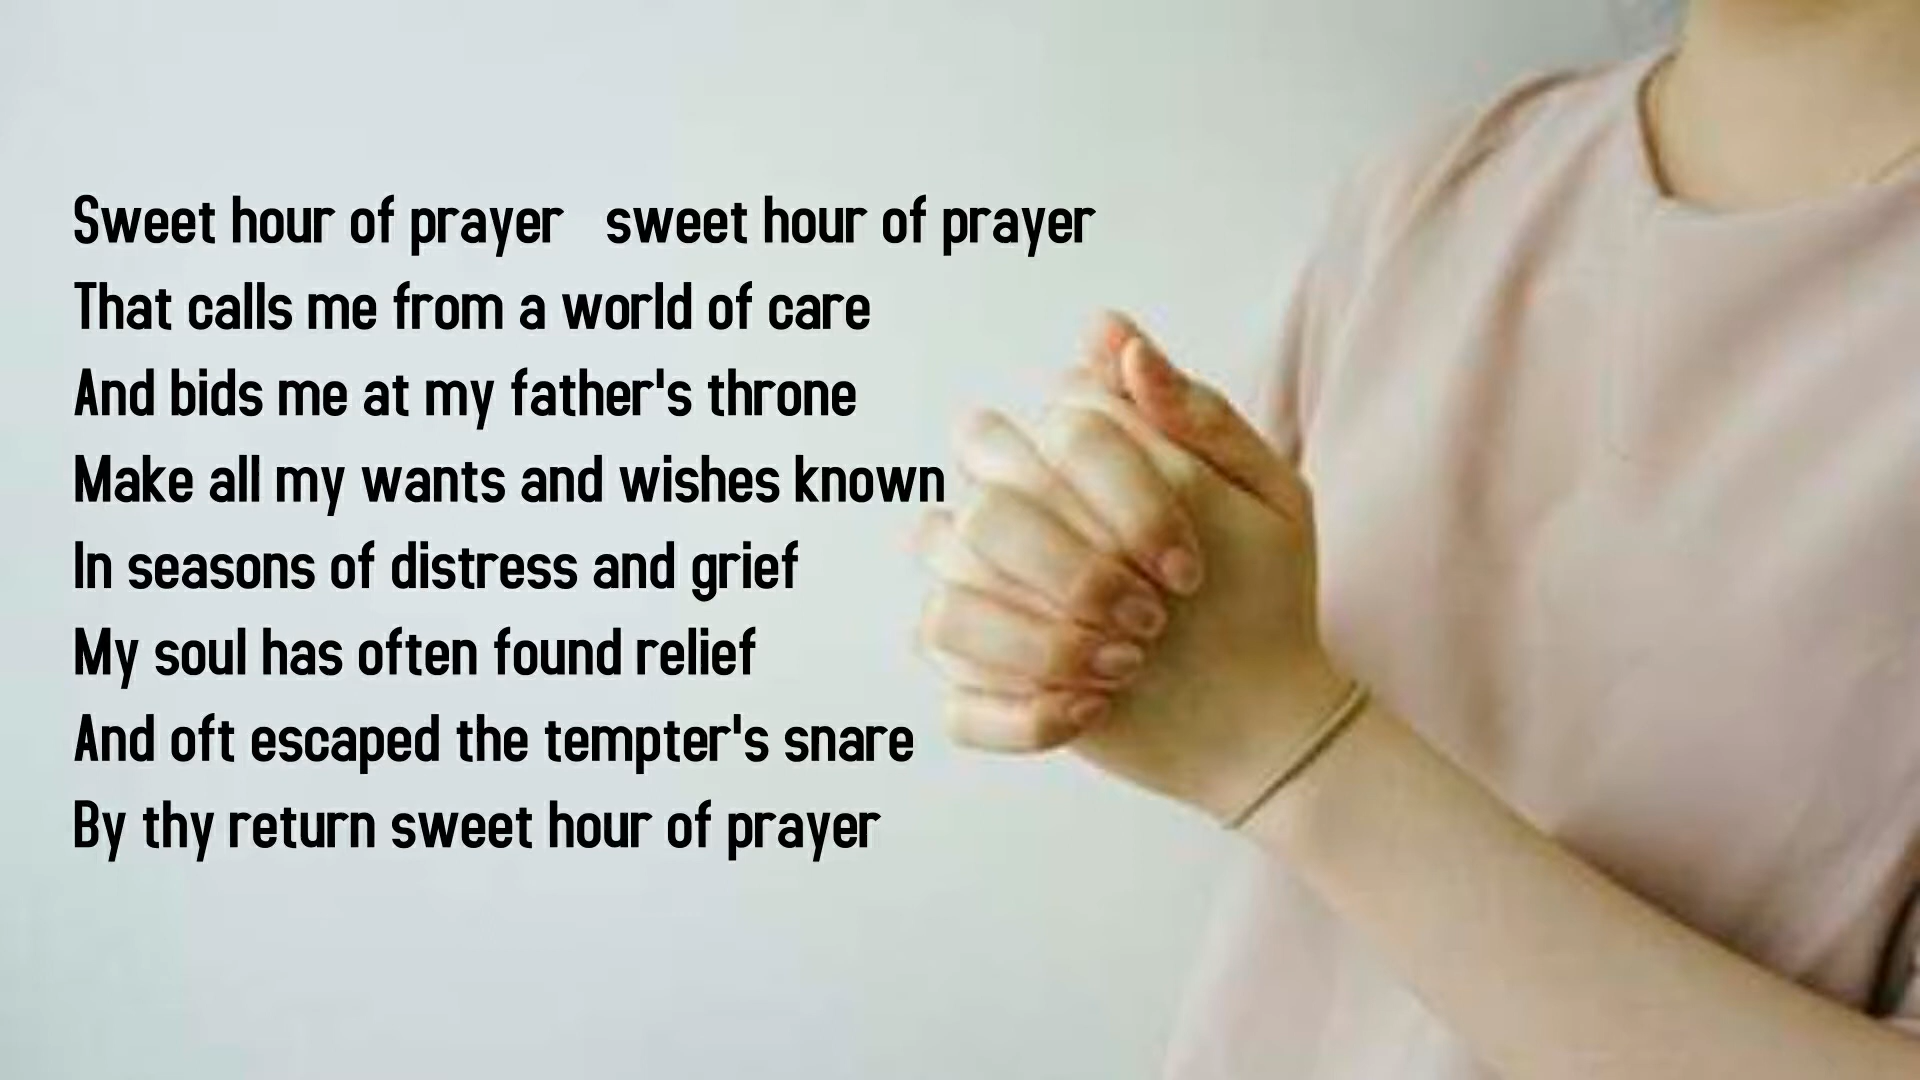 Sweet hour of prayer   sweet hour of prayer
That calls me from a world of care
And bids me at my father's throne
Make all my wants and wishes known
In seasons of distress and grief
My soul has often found relief
And oft escaped the tempter's snare
By thy return sweet hour of prayer